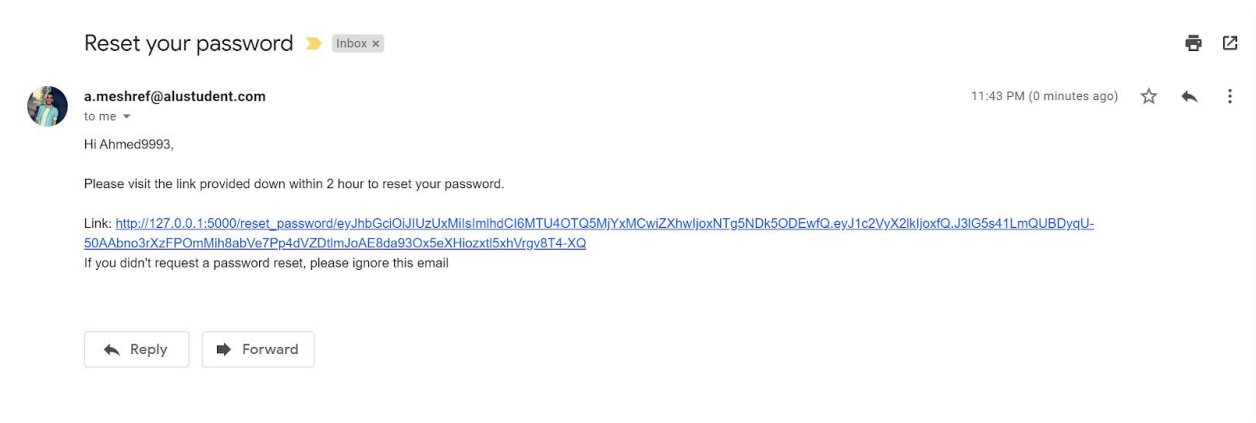 Reset your password
Inbox ×
a.meshref@alustudent.com
11:43 PM (0 minutes ago)
to me
Hi Ahmed9993,
Please visit the link provided down within 2 hour to reset your password.
Link: http://127.0.0.1:5000/reset_password/eyJhbGciOiJIUzUxMiIsImlhdCI6MTU4OTQ5MjYxMCwiZXhwIjoxNTg5NDk5ODEwfQ.eyJ1c2VyX2lkIjoxfQ.J3IG5s41LmQUBDyqU-
50AAbno3rXzFPOmMih8abVe7Pp4dVZDtlmJoAE8da93Ox5eXHiozxtl5xhVrgv8T4-XQ
If you didn't request a password reset, please ignore this email
Reply
Forward